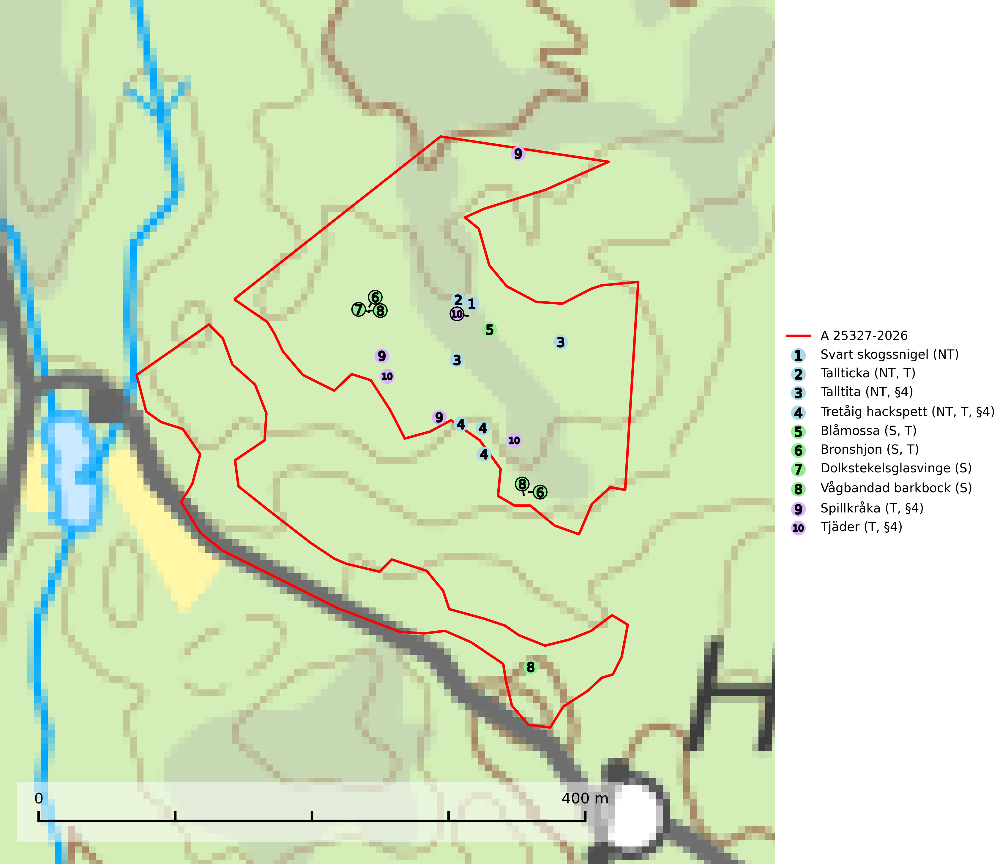 9
6
2
1
7
8
10
5
3
9
3
10
9
4
4
10
4
8
6
8
0
400 m
A 25327-2026
1 Svart skogssnigel (NT)
2 Tallticka (NT, T)
3 Talltita (NT, §4)
4 Tretåig hackspett (NT, T, §4)
5 Blåmossa (S, T)
6 Bronshjon (S, T)
7 Dolkstekelsglasvinge (S)
8 Vågbandad barkbock (S)
9 Spillkråka (T, §4)
10 Tjäder (T, §4)